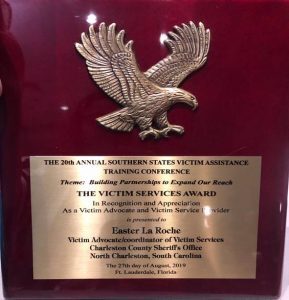 THE 20th ANNUAL SOUTHERN STATES VICTIM ASSISTANCE
TRAINING CONFERENCE
Theme: Building Partnerships to Expand Our Reach
THE VICTIM SERVICES AWARD
In Recognition and Appreciation
As a Victim Advocate and Victim Service Provider
is presented to
Easter La Roche
Victim Advocate/coordinator of Victim Services
Charleston County Sheriff's Office
North Charleston, South Carolina
The 27th day of August, 2019
Ft. Lauderdale, Florida